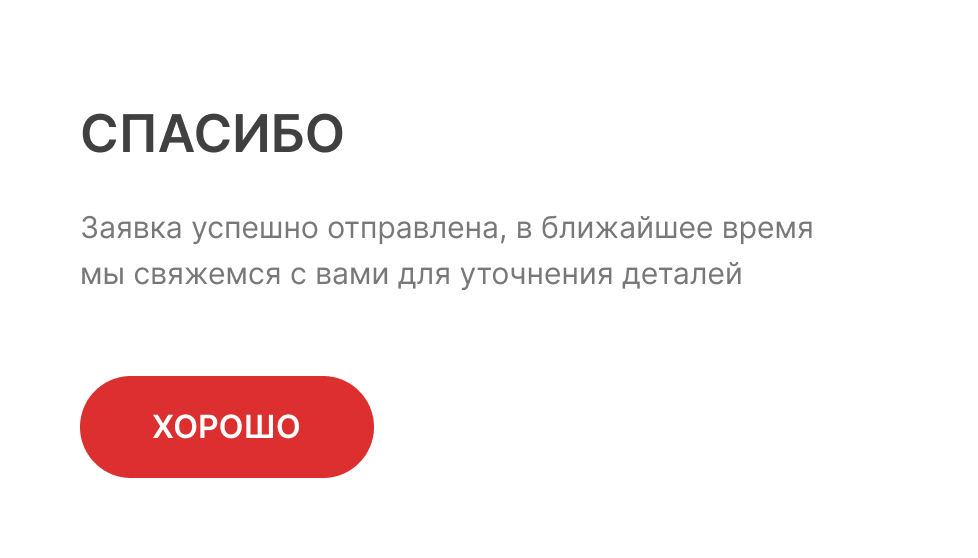 СПАСИБО
Заявка успешно отправлена, в ближайшее время
мы свяжемся с вами для уточнения деталей
ХОРОШО